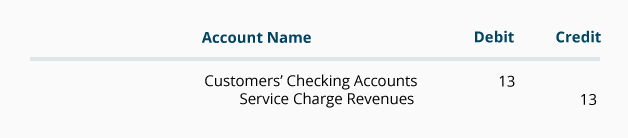 Account Name Debit Credit
Customers’ Checking Accounts 13
Service Charge Revenues 13